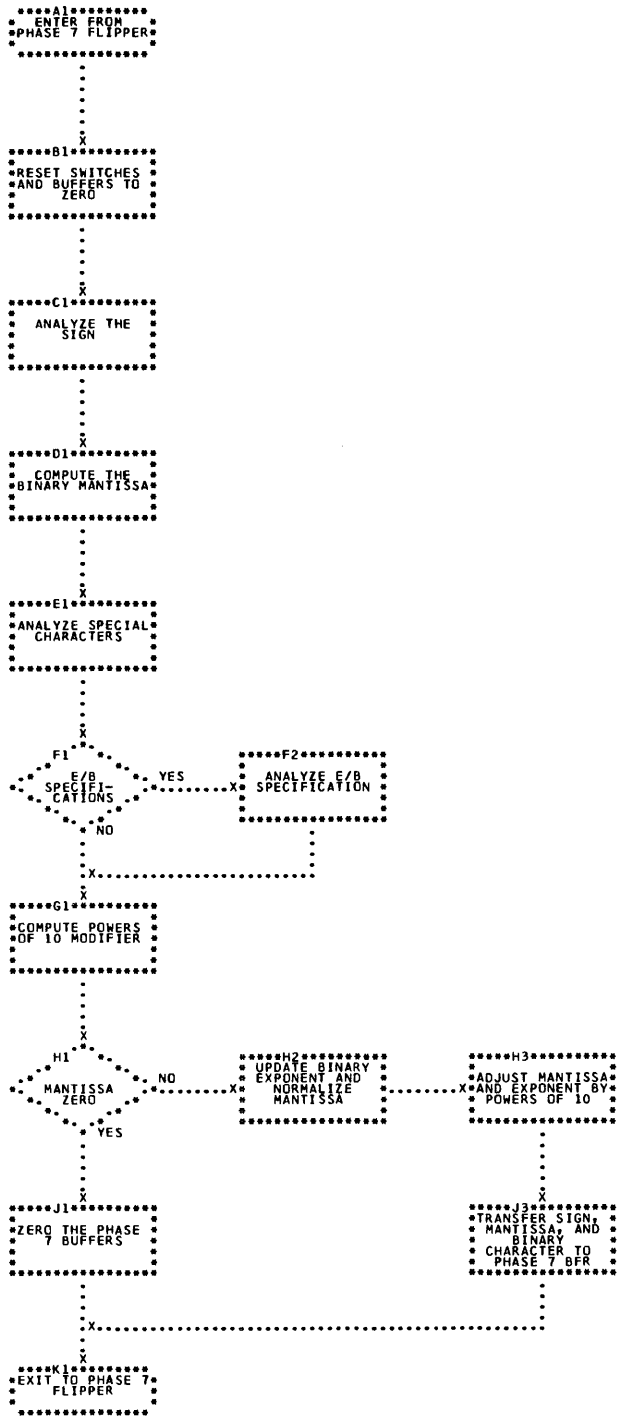 A1
ENTER FROM
PHASE 7 FLIPPER
X
B1
RESET SWITCHES
AND BUFFERS TO
ZERO
X
C1
ANALYZE THE
SIGN
X
D1
COMPUTE THE
BINARY MANTISSA
X
E1
ANALYZE SPECIAL
CHARACTERS
X
F1
E/B
SPECIFI-
CATIONS
YES
X
NO
F2
ANALYZE E/B
SPECIFICATION
X
X
G1
COMPUTE POWERS
OF 10 MODIFIER
X
H1
MANTISSA
ZERO
NO
X
YES
H2
UPDATE BINARY
EXPONENT AND
NORMALIZE
MANTISSA
X
H3
ADJUST MANTISSA
AND EXPONENT BY
POWERS OF 10
X
J1
ZERO THE PHASE
7 BUFFERS
X
J3
TRANSFER SIGN,
MANTISSA, AND
BINARY
CHARACTER TO
PHASE 7 BFR
X
X
K1
EXIT TO PHASE 7
FLIPPER